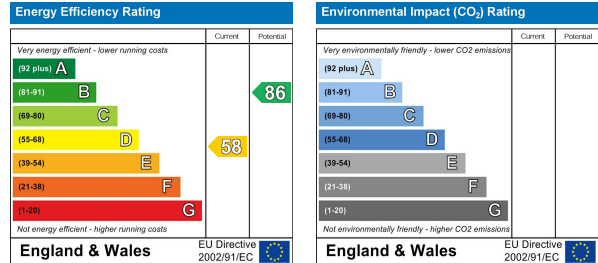 Energy Efficiency Rating
Current
Potential
Very energy efficient - lower running costs
(92 plus) A
(81-91) B
(69-80) C
(55-68) D
(39-54) E
(21-38) F
(1-20) G
58
86
Not energy efficient - higher running costs
England & Wales
EU Directive
2002/91/EC
Environmental Impact (CO2) Rating
Current
Potential
Very environmentally friendly - lower CO2 emissions
(92 plus) A
(81-91) B
(69-80) C
(55-68) D
(39-54) E
(21-38) F
(1-20) G
Not environmentally friendly - higher CO2 emissions
England & Wales
EU Directive
2002/91/EC